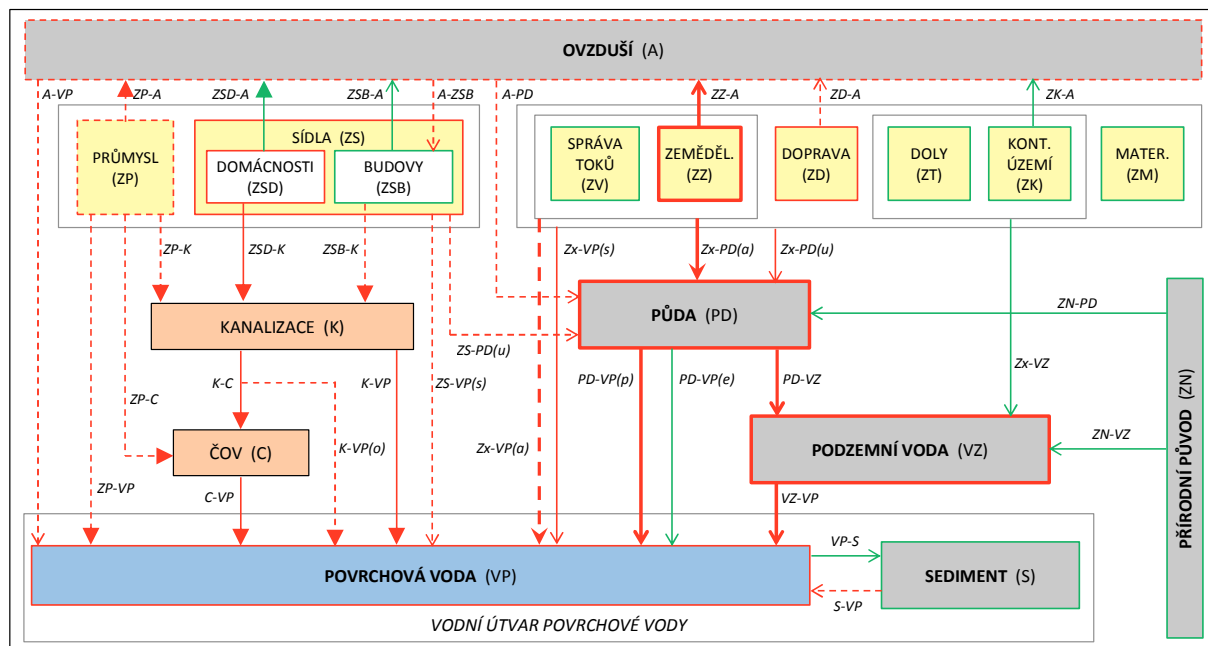 OVZDUŠÍ (A)
A-VP
ZP-A
ZSD-A
ZSB-A
A-ZSB
A-PD
ZZ-A
ZD-A
ZK-A
PRŮMYSL
(ZP)
SÍDLA (ZS)
DOMÁCNOSTI
(ZSD)
BUDOVY
(ZSB)
SPRÁVA
TOKŮ
(ZV)
ZEMĚDĚL.
(ZZ)
DOPRAVA
(ZD)
DOLY
(ZT)
KONT.
ÚZEMÍ
(ZK)
MATER.
(ZM)
ZP-K
ZSD-K
ZSB-K
Zx-VP(s)
Zx-PD(a)
Zx-PD(u)
KANALIZACE (K)
PŮDA (PD)
ZN-PD
ZS-PD(u)
Zx-VZ
ZP-C
K-C
K-VP
ZS-VP(s)
PD-VP(p)
PD-VP(e)
PD-VZ
ČOV (C)
K-VP(o)
Zx-VP(a)
PODZEMNÍ VODA (VZ)
ZN-VZ
PŘÍRODNÍ PŮVOD (ZN)
ZP-VP
C-VP
VZ-VP
POVRCHOVÁ VODA (VP)
VP-S
S-VP
SEDIMENT (S)
VODNÍ ÚTVAR POVRCHOVÉ VODY